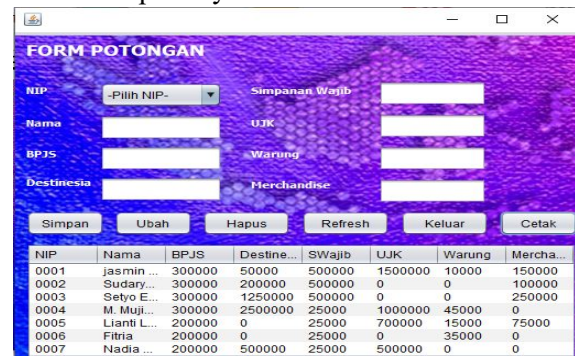 FORM POTONGAN
NIP -Pilih NIP- Simpanan Wajib
Nama UJK
BPJS Warung
Destinesia Merchandise
Simpan Ubah Hapus Refresh Keluar Cetak
NIP Nama BPJS Destine... SWajib UJK Warung Mercha...
0001 jasmin ... 300000 50000 500000 1500000 10000 150000
0002 Sudary... 300000 200000 500000 0 0 100000
0003 Setyo E... 300000 1250000 500000 0 0 250000
0004 M. Muji... 300000 2500000 25000 1000000 45000 0
0005 Lianti L... 200000 0 25000 700000 15000 75000
0006 Fitria 200000 0 25000 0 35000 0
0007 Nadia ... 200000 500000 25000 500000 0 0